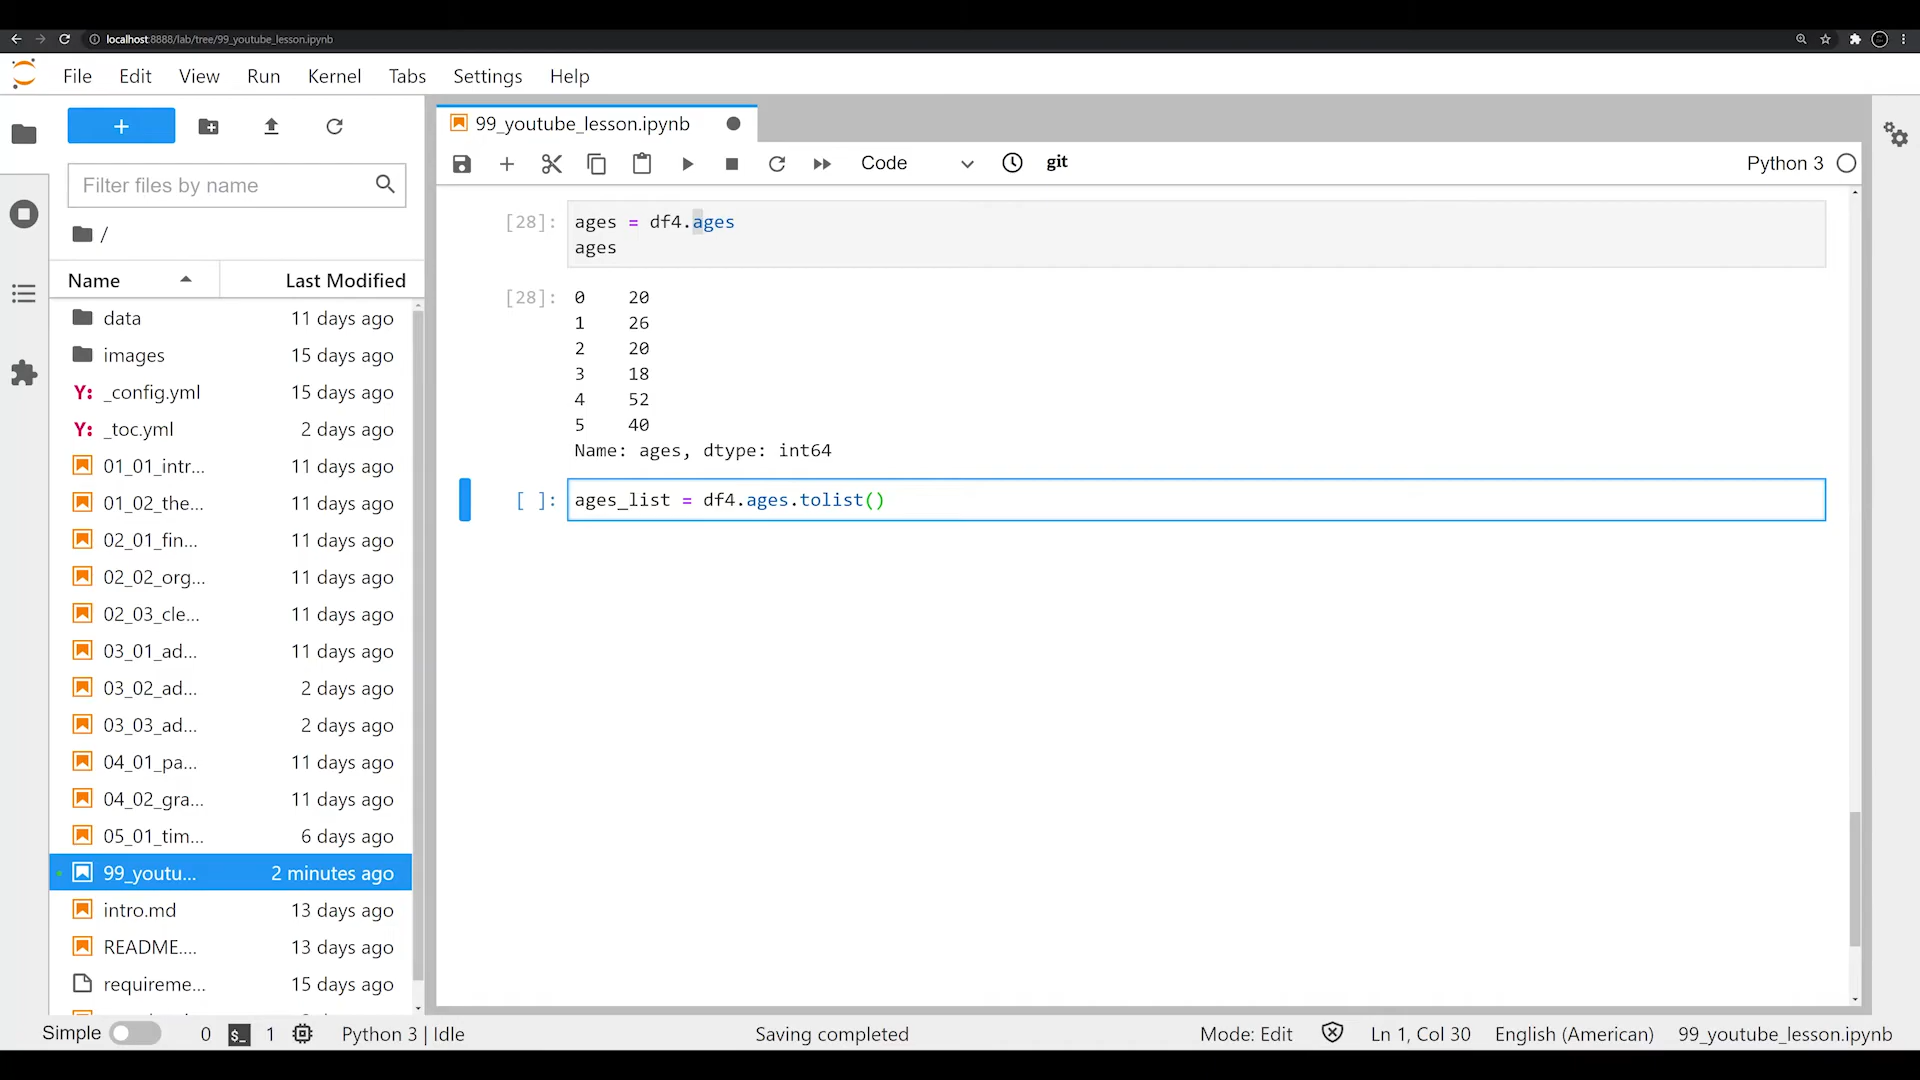 localhost:8888/lab/tree/99_youtube_lesson.ipynb
File Edit View Run Kernel Tabs Settings Help
+
99_youtube_lesson.ipynb
Code git Python 3
Filter files by name
/
Name Last Modified
data 11 days ago
images 15 days ago
Y: _config.yml 15 days ago
Y: _toc.yml 2 days ago
01_01_intr... 11 days ago
01_02_the... 11 days ago
02_01_fin... 11 days ago
02_02_org... 11 days ago
02_03_cle... 11 days ago
03_01_ad... 11 days ago
03_02_ad... 2 days ago
03_03_ad... 2 days ago
04_01_pa... 11 days ago
04_02_gra... 11 days ago
05_01_tim... 6 days ago
99_youtu... 2 minutes ago
intro.md 13 days ago
README.... 13 days ago
requireme... 15 days ago
[28]: ages = df4.ages
ages
[28]: 0 20
1 26
2 20
3 18
4 52
5 40
Name: ages, dtype: int64
[ ]: ages_list = df4.ages.tolist()
Simple 0 $_ 1 Python 3 | Idle Saving completed Mode: Edit Ln 1, Col 30 English (American) 99_youtube_lesson.ipynb